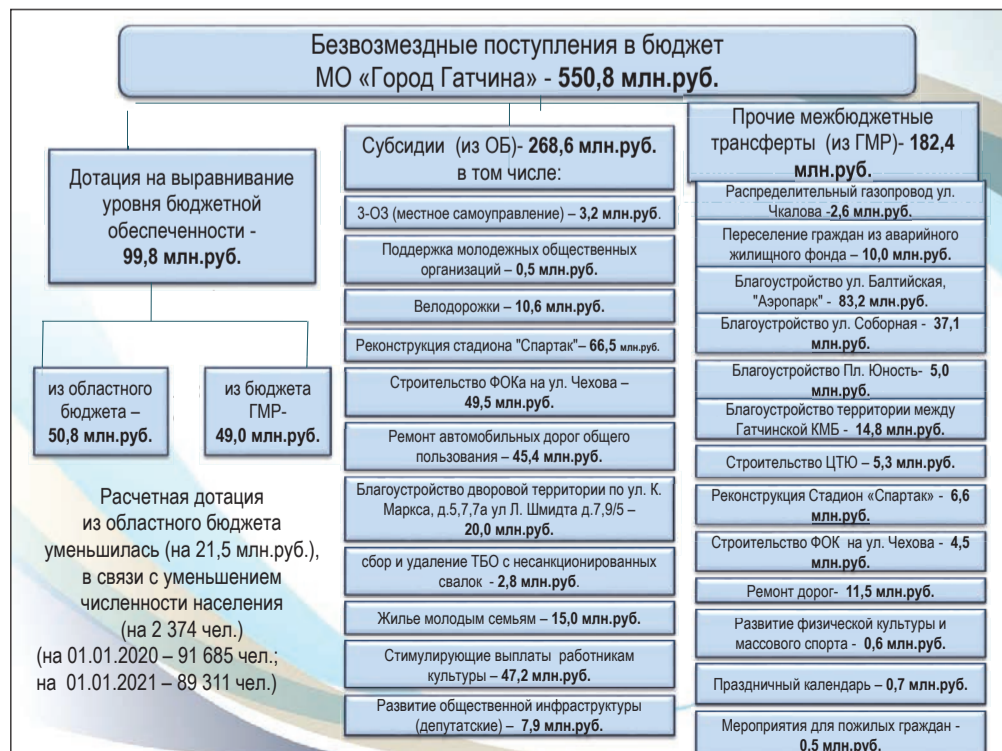 Безвозмездные поступления в бюджет
МО «Город Гатчина» - 550,8 млн.руб.
Дотация на выравнивание
уровня бюджетной
обеспеченности -
99,8 млн.руб.
из областного
бюджета –
50,8 млн.руб.
из бюджета
ГМР-
49,0 млн.руб.
Расчетная дотация
из областного бюджета
уменьшилась (на 21,5 млн.руб.),
в связи с уменьшением
численности населения
(на 2 374 чел.)
(на 01.01.2020 – 91 685 чел.;
на 01.01.2021 – 89 311 чел.)
Субсидии (из ОБ)- 268,6 млн.руб.
в том числе:
3-ОЗ (местное самоуправление) – 3,2 млн.руб.
Поддержка молодежных общественных
организаций – 0,5 млн.руб.
Велодорожки – 10,6 млн.руб.
Реконструкция стадиона "Спартак"– 66,5 млн.руб.
Строительство ФОКа на ул. Чехова –
49,5 млн.руб.
Ремонт автомобильных дорог общего
пользования – 45,4 млн.руб.
Благоустройство дворовой территории по ул. К.
Маркса, д.5,7,7а ул Л. Шмидта д.7,9/5 –
20,0 млн.руб.
сбор и удаление ТБО с несанкционированных
свалок - 2,8 млн.руб.
Жилье молодым семьям – 15,0 млн.руб.
Стимулирующие выплаты работникам
культуры – 47,2 млн.руб.
Развитие общественной инфраструктуры
(депутатские) – 7,9 млн.руб.
Прочие межбюджетные
трансферты (из ГМР)- 182,4
млн.руб.
Распределительный газопровод ул.
Чкалова -2,6 млн.руб.
Переселение граждан из аварийного
жилищного фонда – 10,0 млн.руб.
Благоустройство ул. Балтийская,
"Аэропарк" - 83,2 млн.руб.
Благоустройство ул. Соборная - 37,1
млн.руб.
Благоустройство Пл. Юность- 5,0
млн.руб.
Благоустройство территории между
Гатчинской КМБ - 14,8 млн.руб.
Строительство ЦТЮ – 5,3 млн.руб.
Реконструкция Стадион «Спартак» - 6,6
млн.руб.
Строительство ФОК на ул. Чехова - 4,5
млн.руб.
Ремонт дорог- 11,5 млн.руб.
Развитие физической культуры и
массового спорта - 0,6 млн.руб.
Праздничный календарь – 0,7 млн.руб.
Мероприятия для пожилых граждан -
0,5 млн.руб.